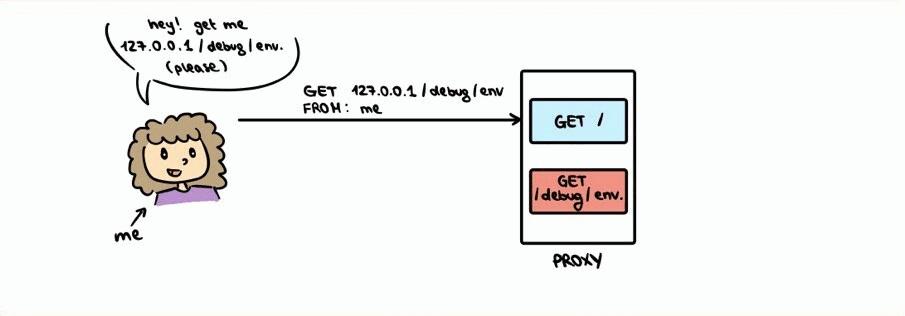 hey! get me
127.0.0.1/debug/env.
(please)
GET 127.0.0.1/debug/env
FROM: me
GET /
GET
/debug/env.
me
PROXY